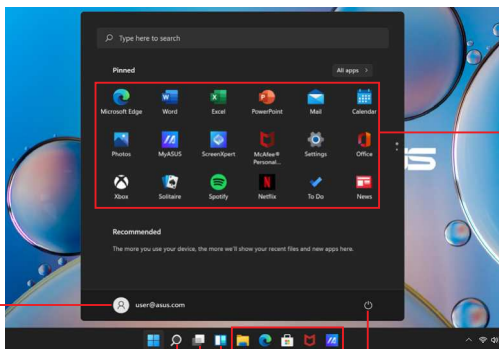 Type here to search
Pinned
All apps >
Microsoft Edge Word Excel PowerPoint Mail Calendar
Photos MyASUS ScreenXpert McAfee® Settings Office
Personal...
Xbox Solitaire Spotify Netflix To Do News
Recommended
The more you use your device, the more we'll show your recent files and new apps here.
user@asus.com